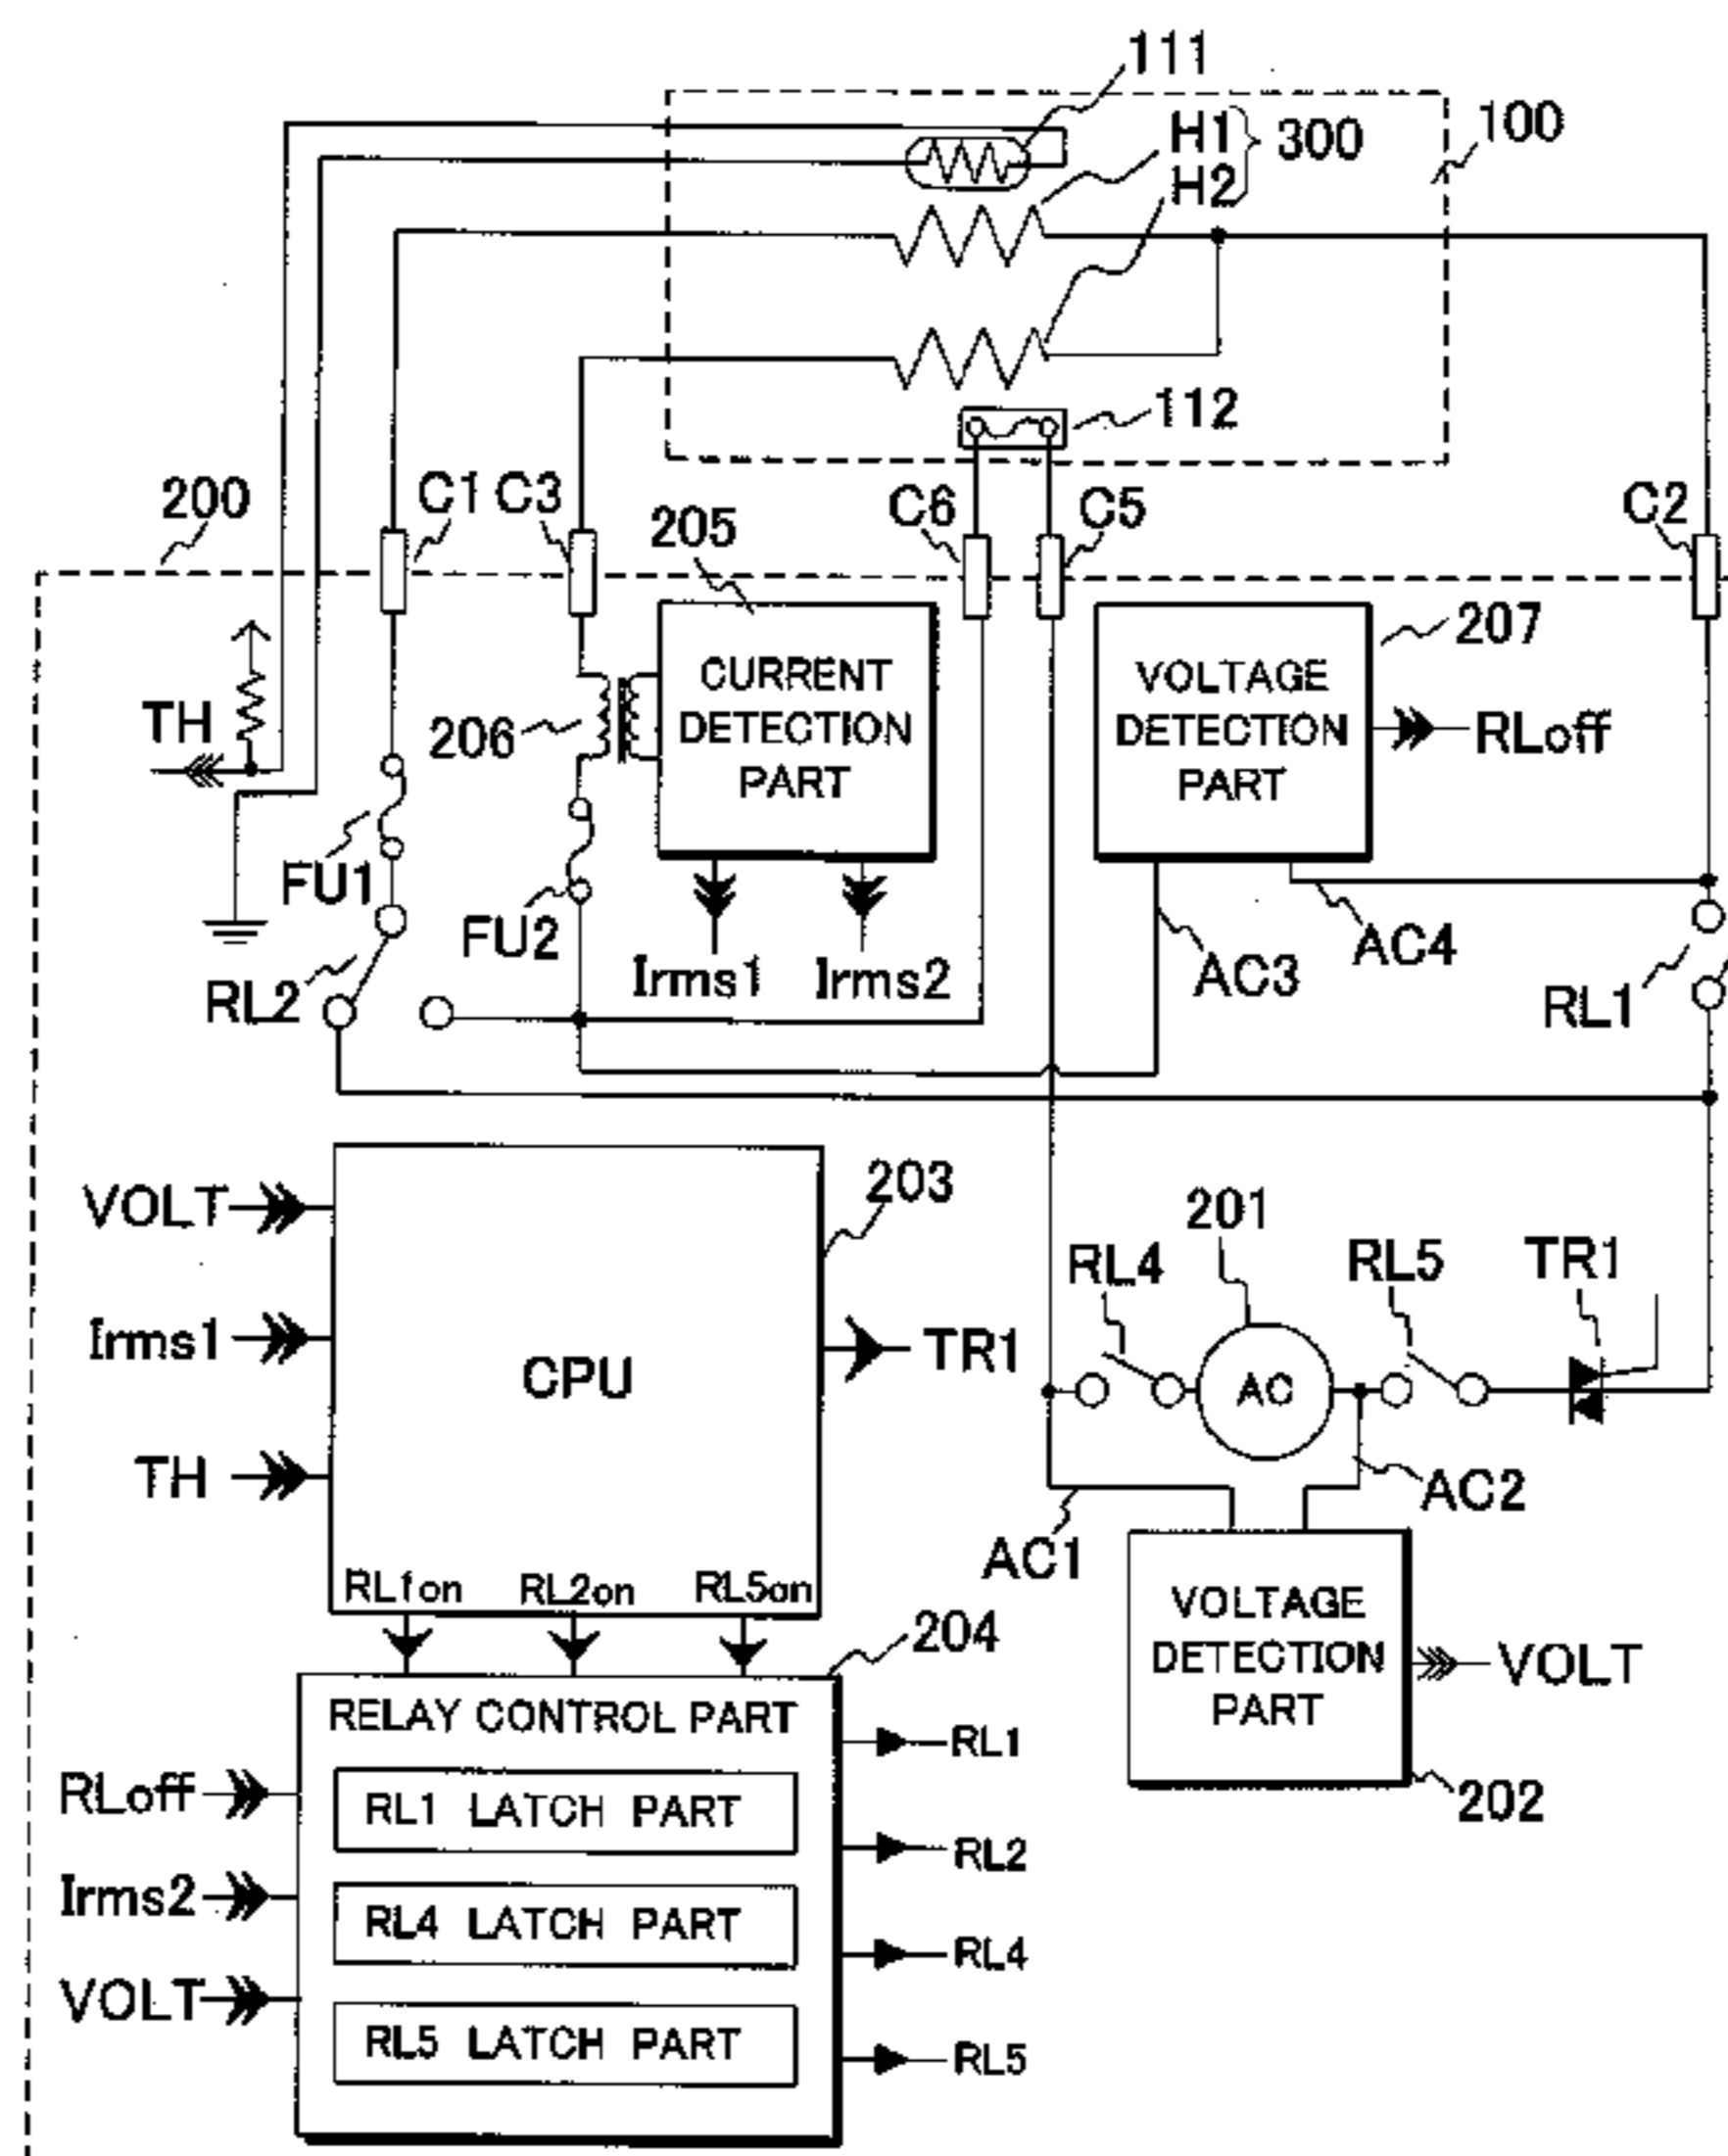 111
H1
300
100
H2
112
200
C1
C3
205
C6
C5
C2
207
CURRENT
DETECTION
PART
VOLTAGE
DETECTION
PART
RLoff
TH
206
FU1
FU2
Irms1
Irms2
AC3
AC4
RL2
RL1
VOLT
203
201
RL4
RL5
TR1
Irms1
CPU
TR1
AC
TH
AC1
AC2
RL1on
RL2on
RL5on
VOLTAGE
DETECTION
PART
VOLT
204
202
RELAY CONTROL PART
RL1
RLoff
RL1 LATCH PART
RL2
Irms2
RL4 LATCH PART
RL4
VOLT
RL5 LATCH PART
RL5